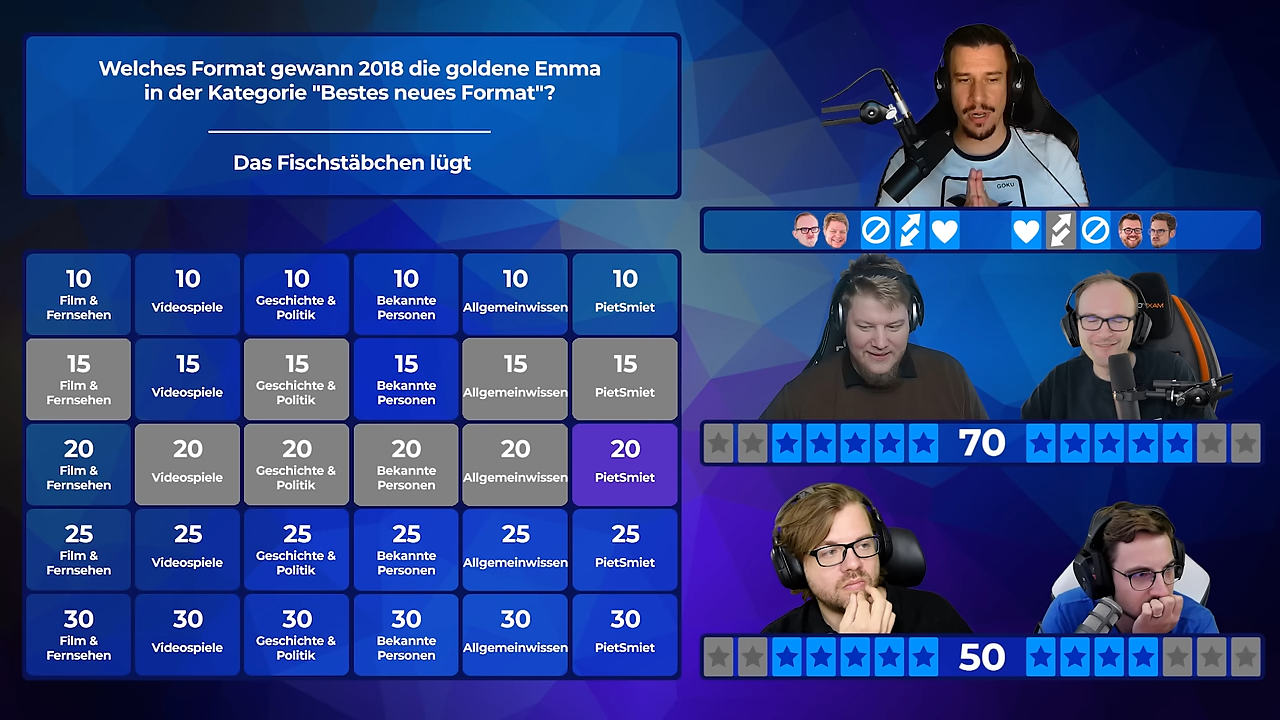 Welches Format gewann 2018 die goldene Emma
in der Kategorie "Bestes neues Format"?
Das Fischstäbchen lügt
10 10 10 10 10 10
Film & Videospiele Geschichte & Bekannte Allgemeinwissen PietSmiet
Fernsehen Politik Personen
15 15 15 15 15 15
Film & Videospiele Geschichte & Bekannte Allgemeinwissen PietSmiet
Fernsehen Politik Personen
20 20 20 20 20 20
Film & Videospiele Geschichte & Bekannte Allgemeinwissen PietSmiet
Fernsehen Politik Personen
25 25 25 25 25 25
Film & Videospiele Geschichte & Bekannte Allgemeinwissen PietSmiet
Fernsehen Politik Personen
30 30 30 30 30 30
Film & Videospiele Geschichte & Bekannte Allgemeinwissen PietSmiet
Fernsehen Politik Personen
GOKU
70
50